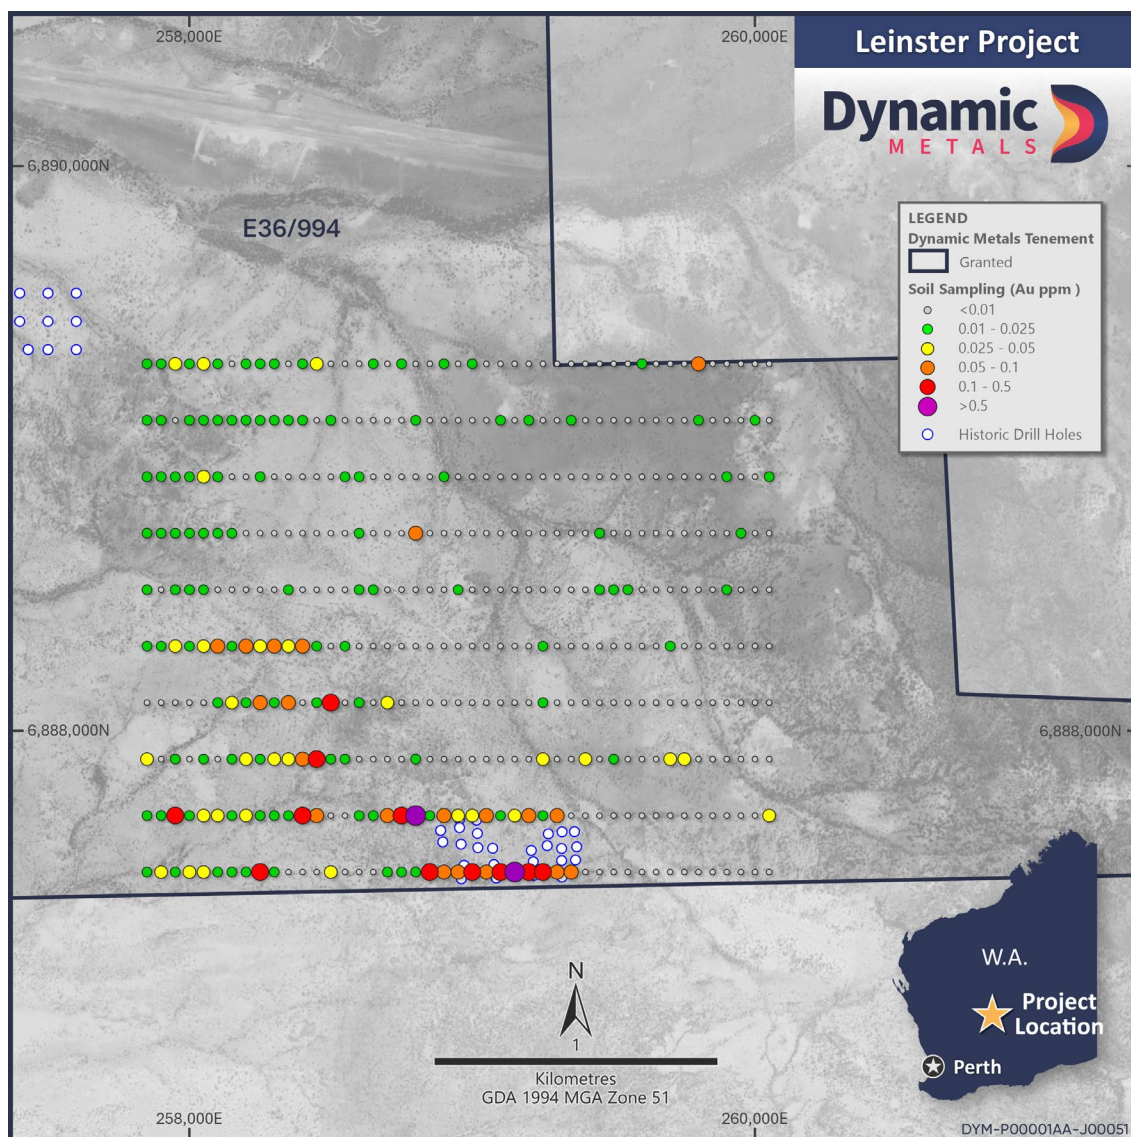 258,000E
260,000E
Leinster Project
Dynamic
METALS
6,890,000N
E36/994
LEGEND
Dynamic Metals Tenement
Granted
Soil Sampling (Au ppm )
<0.01
0.01 - 0.025
0.025 - 0.05
0.05 - 0.1
0.1 - 0.5
>0.5
Historic Drill Holes
6,888,000N
6,888,000N
W.A.
Project
Location
Perth
N
1
Kilometres
GDA 1994 MGA Zone 51
258,000E
260,000E
DYM-P00001AA-J00051